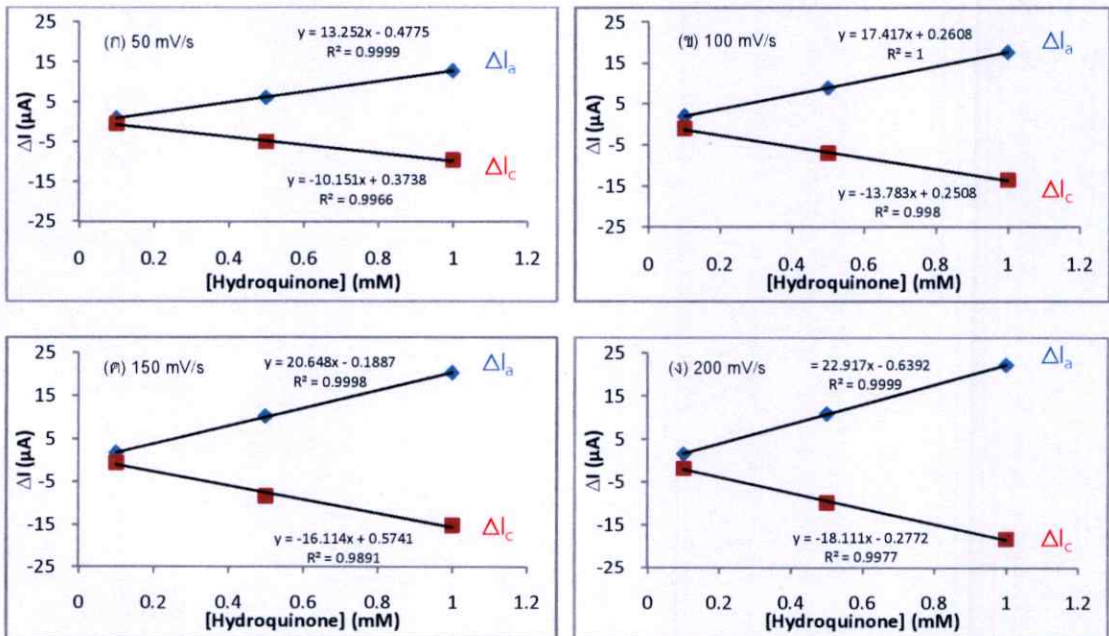 (ก) 50 mV/s
y = 13.252x - 0.4775
R² = 0.9999
ΔIa
ΔIc
y = -10.151x + 0.3738
R² = 0.9966
ΔI (µA)
25
15
5
-5
-15
-25
0 0.2 0.4 0.6 0.8 1 1.2
[Hydroquinone] (mM)
(ข) 100 mV/s
y = 17.417x + 0.2608
R² = 1
ΔIa
ΔIc
y = -13.783x + 0.2508
R² = 0.998
ΔI (µA)
25
15
5
-5
-15
-25
0 0.2 0.4 0.6 0.8 1 1.2
[Hydroquinone] (mM)
(ค) 150 mV/s
y = 20.648x - 0.1887
R² = 0.9998
ΔIa
ΔIc
y = -16.114x + 0.5741
R² = 0.9891
ΔI (µA)
25
15
5
-5
-15
-25
0 0.2 0.4 0.6 0.8 1 1.2
[Hydroquinone] (mM)
(ง) 200 mV/s
= 22.917x - 0.6392
R² = 0.9999
ΔIa
ΔIc
y = -18.111x - 0.2772
R² = 0.9977
ΔI (µA)
25
15
5
-5
-15
-25
0 0.2 0.4 0.6 0.8 1 1.2
[Hydroquinone] (mM)